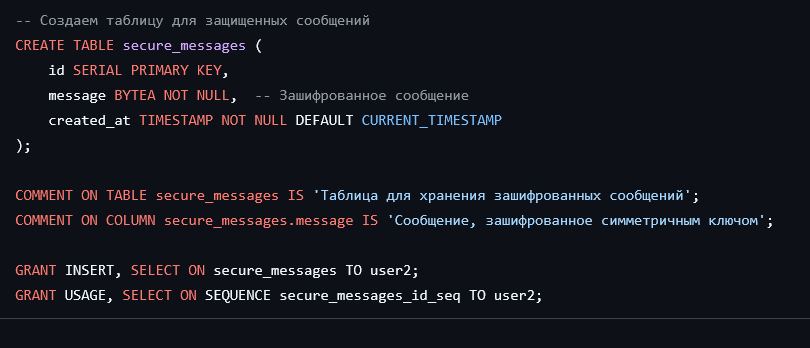 -- Создаем таблицу для защищенных сообщений
CREATE TABLE secure_messages (
    id SERIAL PRIMARY KEY,
    message BYTEA NOT NULL,  -- Зашифрованное сообщение
    created_at TIMESTAMP NOT NULL DEFAULT CURRENT_TIMESTAMP
);

COMMENT ON TABLE secure_messages IS 'Таблица для хранения зашифрованных сообщений';
COMMENT ON COLUMN secure_messages.message IS 'Сообщение, зашифрованное симметричным ключом';

GRANT INSERT, SELECT ON secure_messages TO user2;
GRANT USAGE, SELECT ON SEQUENCE secure_messages_id_seq TO user2;